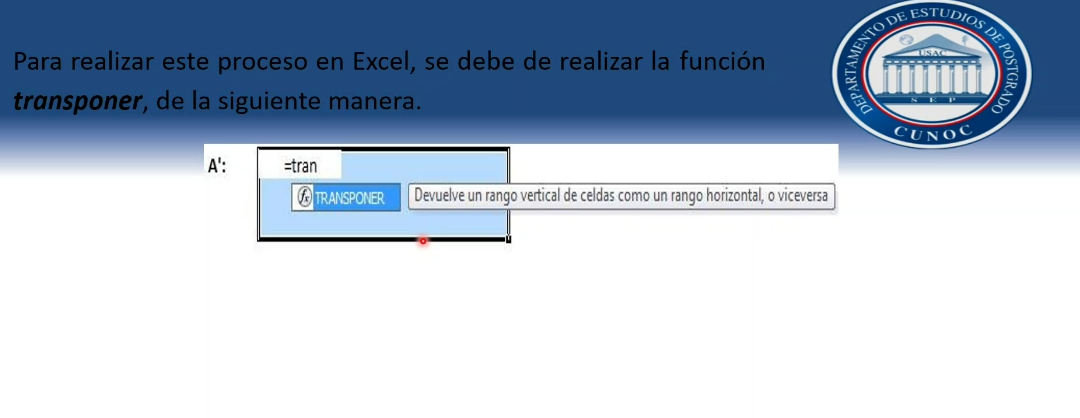 DEPARTAMENTO DE ESTUDIOS DE POSTGRADO
USAC
S E P
CUNOC
Para realizar este proceso en Excel, se debe de realizar la función
transponer, de la siguiente manera.
A': =tran
fx TRANSPONER Devuelve un rango vertical de celdas como un rango horizontal, o viceversa